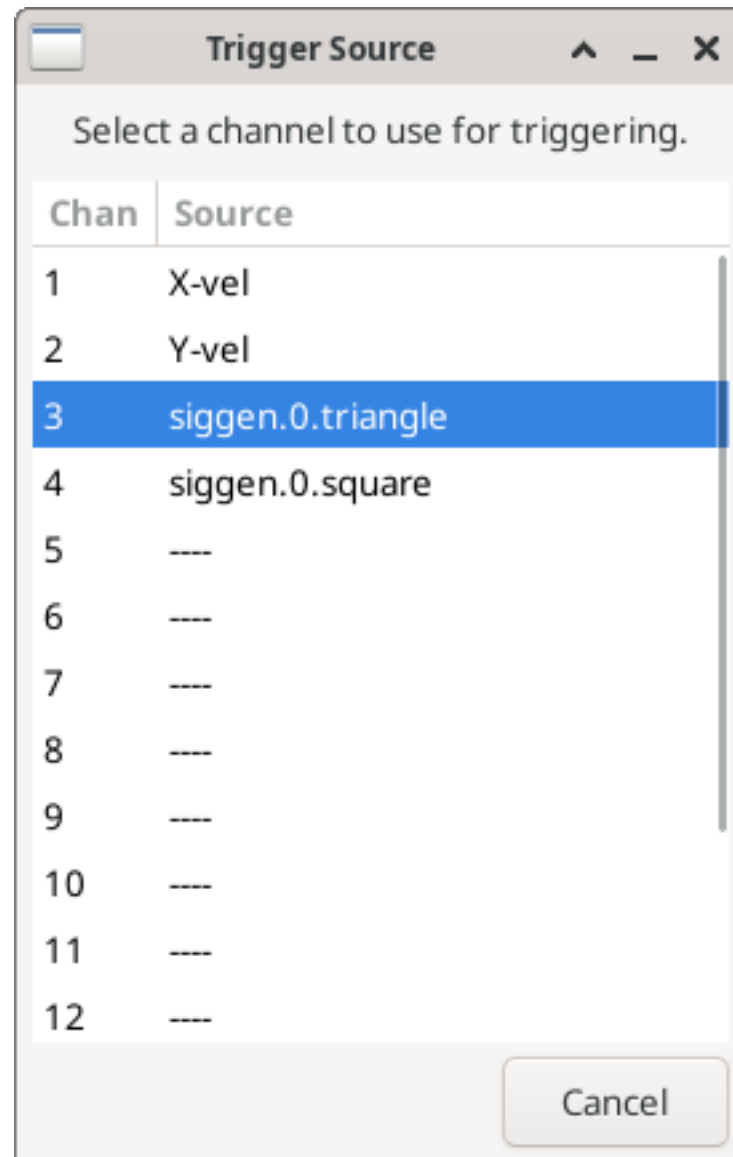 Trigger Source
Select a channel to use for triggering.
Chan Source
1 X-vel
2 Y-vel
3 siggen.0.triangle
4 siggen.0.square
5 ----
6 ----
7 ----
8 ----
9 ----
10 ----
11 ----
12 ----
Cancel